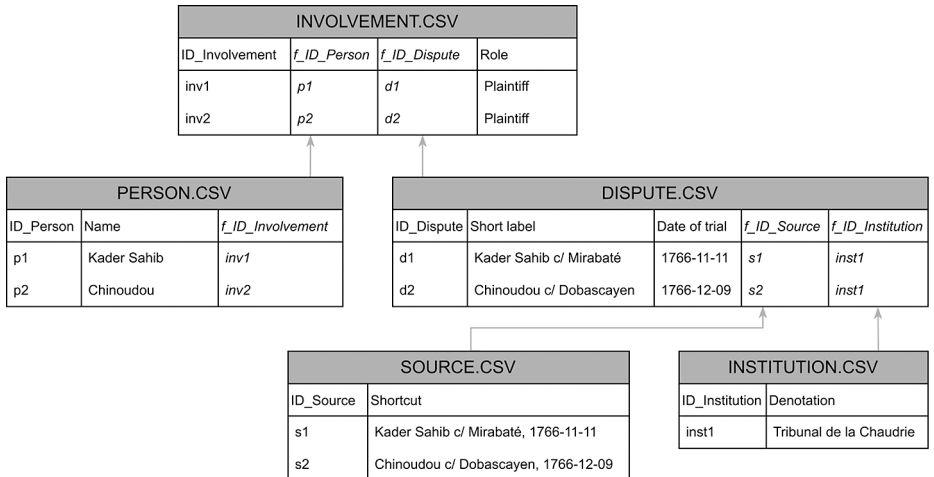 INVOLVEMENT.CSV
ID_Involvement f_ID_Person f_ID_Dispute Role
inv1 p1 d1 Plaintiff
inv2 p2 d2 Plaintiff
PERSON.CSV
ID_Person Name f_ID_Involvement
p1 Kader Sahib inv1
p2 Chinoudou inv2
DISPUTE.CSV
ID_Dispute Short label Date of trial f_ID_Source f_ID_Institution
d1 Kader Sahib c/ Mirabaté 1766-11-11 s1 inst1
d2 Chinoudou c/ Dobascayen 1766-12-09 s2 inst1
SOURCE.CSV
ID_Source Shortcut
s1 Kader Sahib c/ Mirabaté, 1766-11-11
s2 Chinoudou c/ Dobascayen, 1766-12-09
INSTITUTION.CSV
ID_Institution Denotation
inst1 Tribunal de la Chaudrie